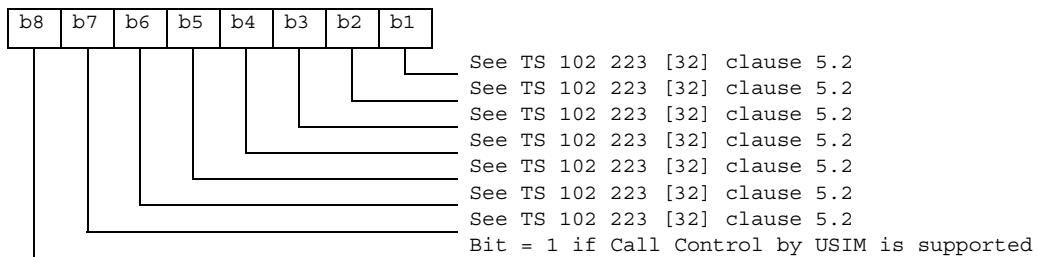 b8 b7 b6 b5 b4 b3 b2 b1
See TS 102 223 [32] clause 5.2
See TS 102 223 [32] clause 5.2
See TS 102 223 [32] clause 5.2
See TS 102 223 [32] clause 5.2
See TS 102 223 [32] clause 5.2
See TS 102 223 [32] clause 5.2
See TS 102 223 [32] clause 5.2
Bit = 1 if Call Control by USIM is supported